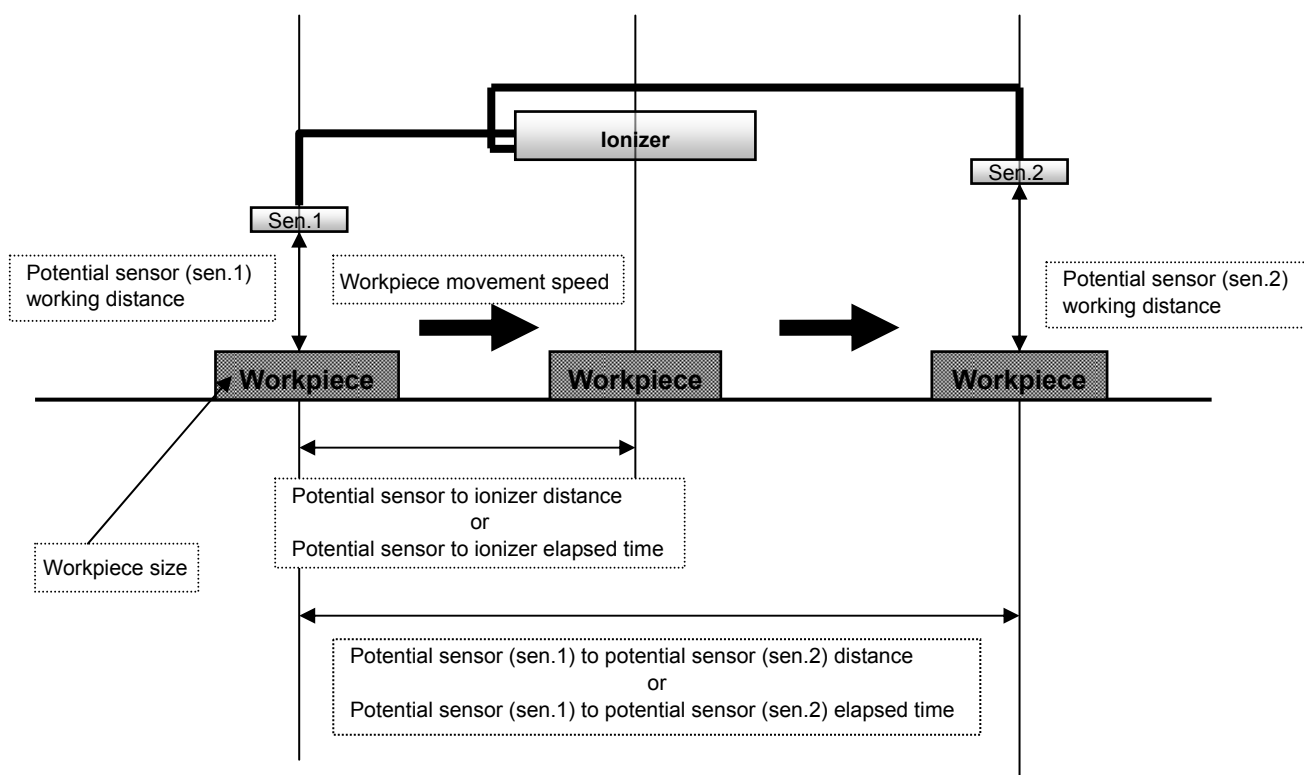 Ionizer
Sen.2
Sen.1
Potential sensor (sen.1)
working distance
Workpiece movement speed
Potential sensor (sen.2)
working distance
Workpiece
Workpiece
Workpiece
Potential sensor to ionizer distance
or
Potential sensor to ionizer elapsed time
Workpiece size
Potential sensor (sen.1) to potential sensor (sen.2) distance
or
Potential sensor (sen.1) to potential sensor (sen.2) elapsed time